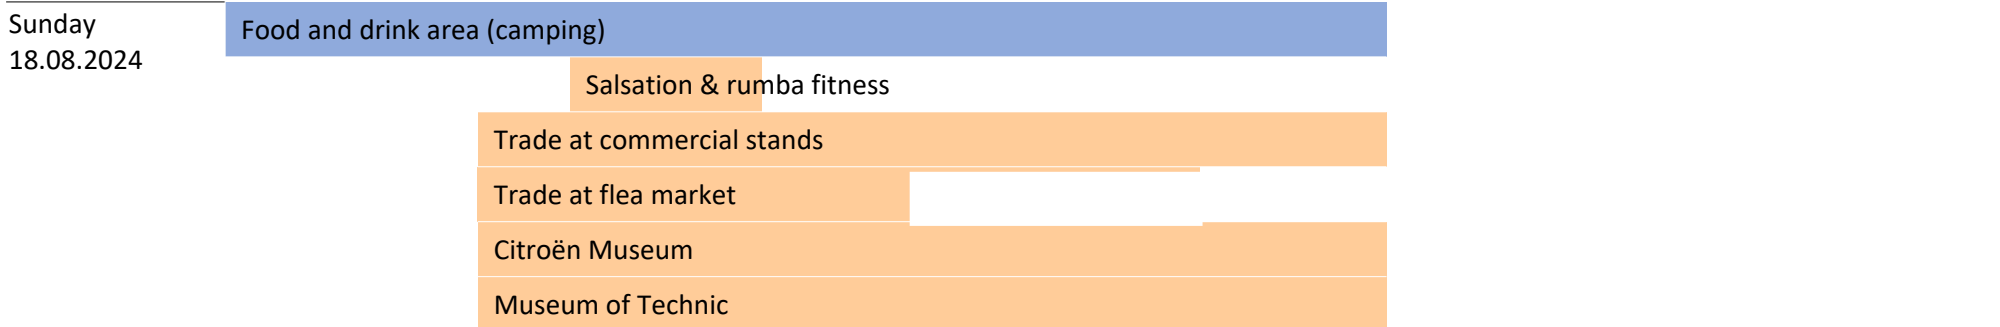 Sunday
18.08.2024
Food and drink area (camping)
Salsation & rumba fitness
Trade at commercial stands
Trade at flea market
Citroën Museum
Museum of Technic